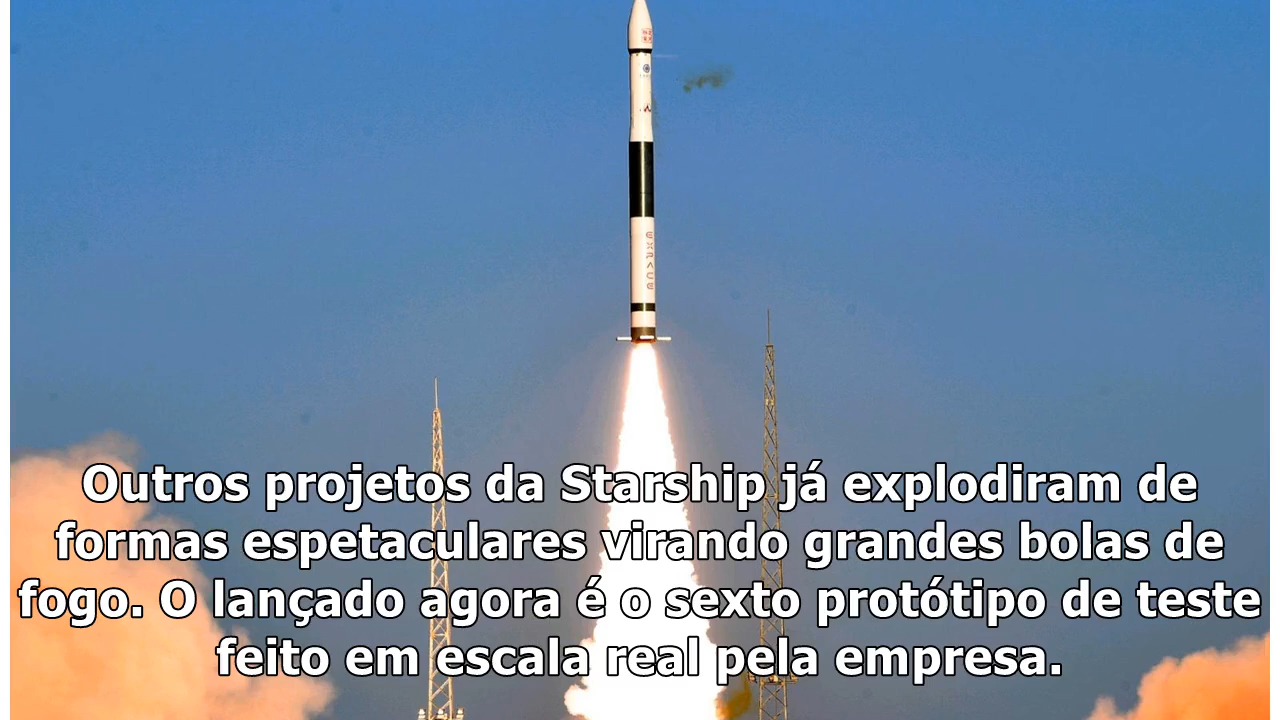 EXPACE
Outros projetos da Starship já explodiram de
formas espetaculares virando grandes bolas de
fogo. O lançado agora é o sexto protótipo de teste
feito em escala real pela empresa.